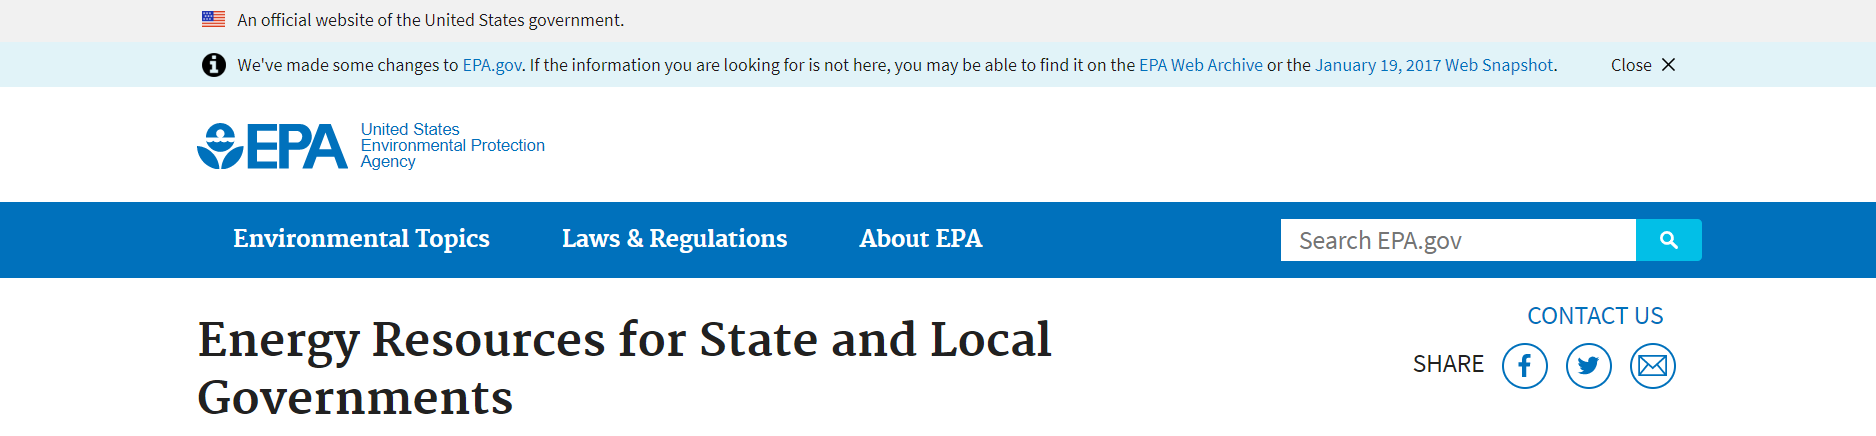 An official website of the United States government.
We've made some changes to EPA.gov. If the information you are looking for is not here, you may be able to find it on the EPA Web Archive or the January 19, 2017 Web Snapshot.
Close
EPA
United States
Environmental Protection
Agency
Environmental Topics
Laws & Regulations
About EPA
Search EPA.gov
CONTACT US
SHARE
Energy Resources for State and Local
Governments